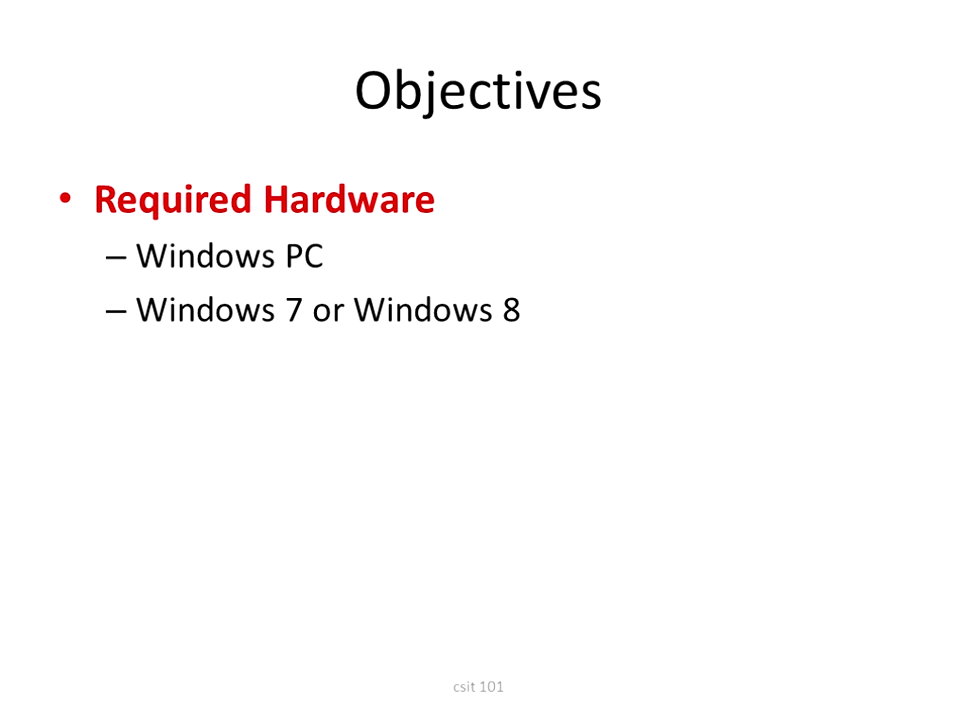 Objectives
• Required Hardware
– Windows PC
– Windows 7 or Windows 8
csit 101